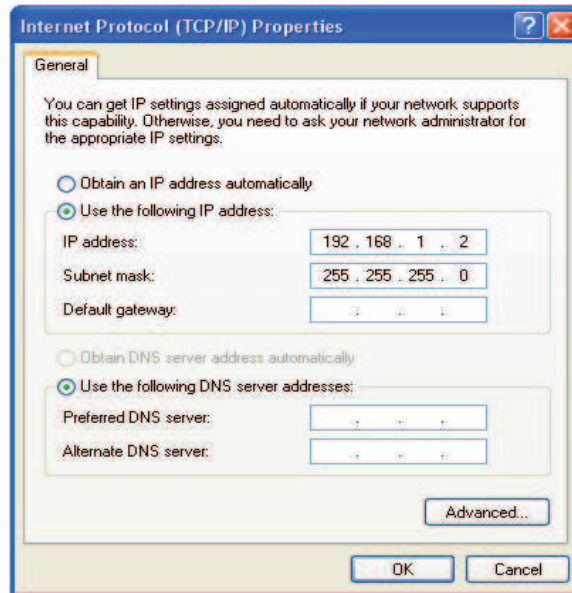 Internet Protocol (TCP/IP) Properties
General
You can get IP settings assigned automatically if your network supports
this capability. Otherwise, you need to ask your network administrator for
the appropriate IP settings.
Obtain an IP address automatically
Use the following IP address:
IP address: 192 . 168 . 1 . 2
Subnet mask: 255 . 255 . 255 . 0
Default gateway: . . .
Obtain DNS server address automatically
Use the following DNS server addresses:
Preferred DNS server: . . .
Alternate DNS server: . . .
Advanced...
OK Cancel